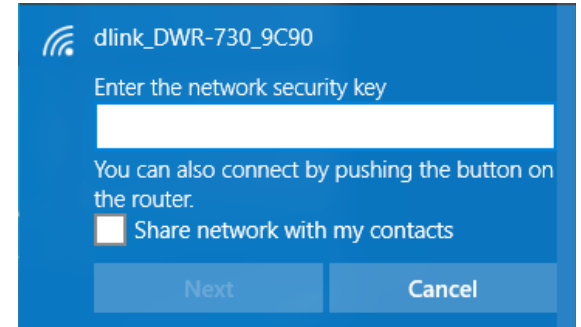 dlink_DWR-730_9C90
Enter the network security key
You can also connect by pushing the button on
the router.
Share network with my contacts
Next
Cancel